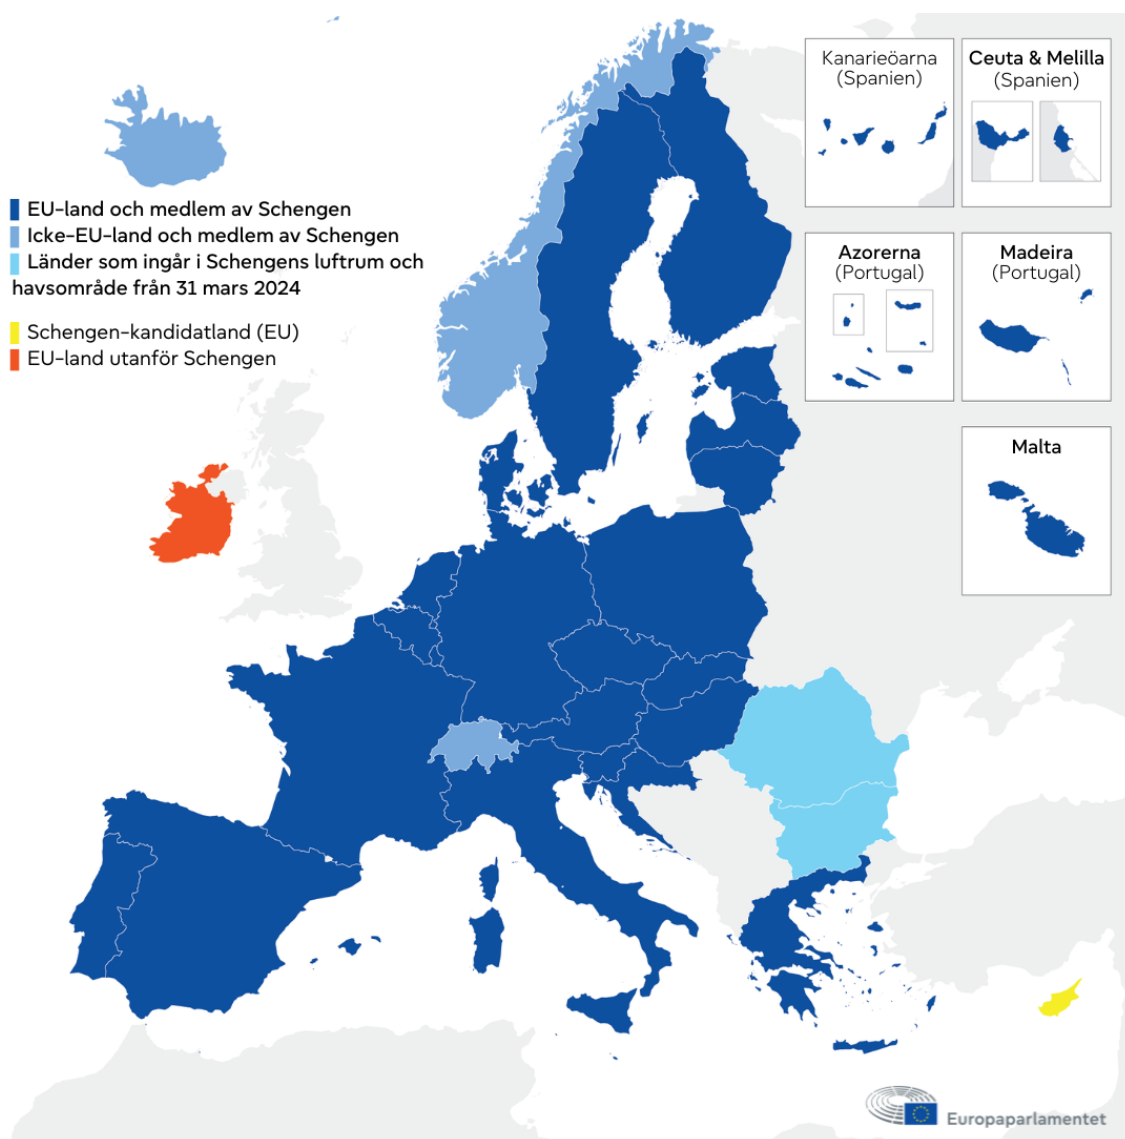 Kanarieöarna
(Spanien)
Ceuta & Melilla
(Spanien)
EU-land och medlem av Schengen
Icke-EU-land och medlem av Schengen
Länder som ingår i Schengens luftrum och
havsområde från 31 mars 2024
Schengen-kandidatland (EU)
EU-land utanför Schengen
Azorerna
(Portugal)
Madeira
(Portugal)
Malta
Europaparlamentet